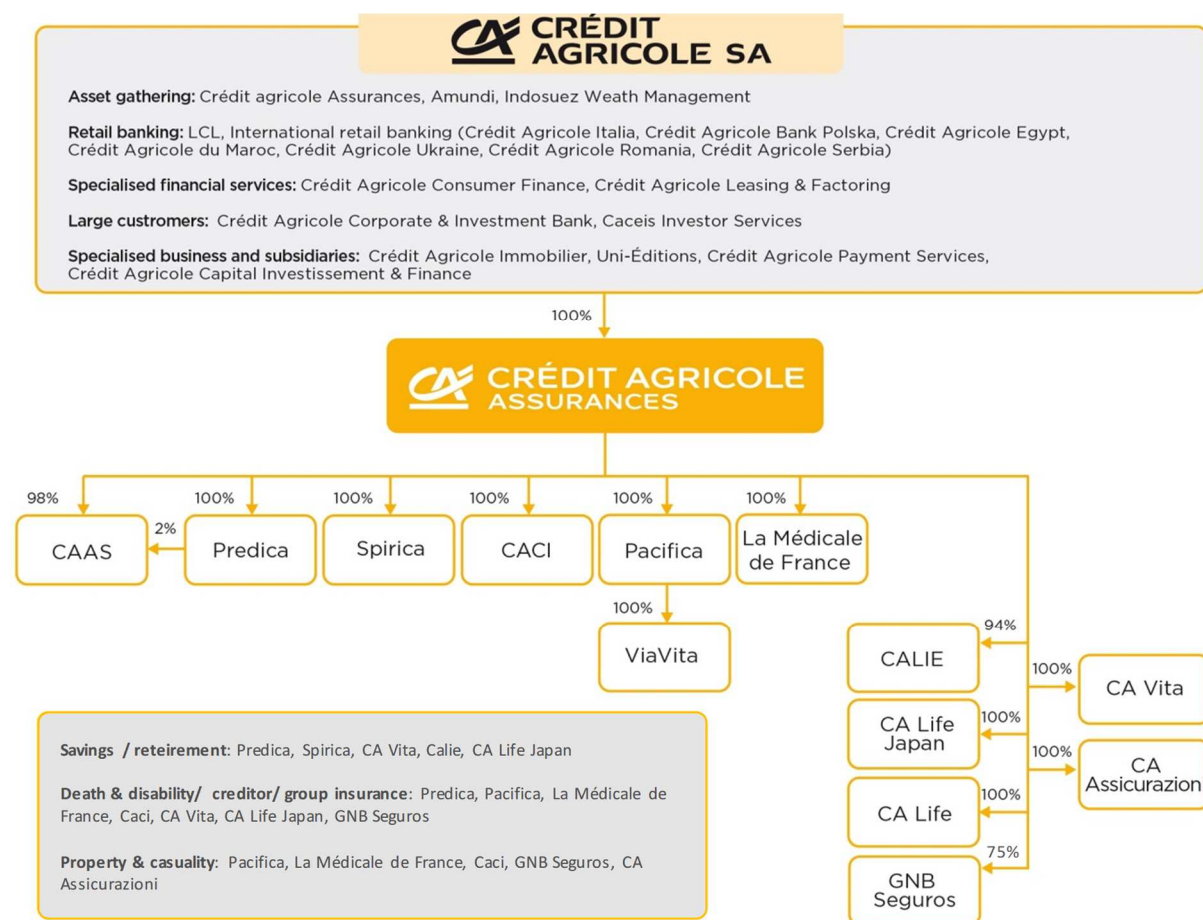 CA CRÉDIT
AGRICOLE SA
Asset gathering: Crédit agricole Assurances, Amundi, Indosuez Weath Management
Retail banking: LCL, International retail banking (Crédit Agricole Italia, Crédit Agricole Bank Polska, Crédit Agricole Egypt,
Crédit Agricole du Maroc, Crédit Agricole Ukraine, Crédit Agricole Romania, Crédit Agricole Serbia)
Specialised financial services: Crédit Agricole Consumer Finance, Crédit Agricole Leasing & Factoring
Large custromers: Crédit Agricole Corporate & Investment Bank, Caceis Investor Services
Specialised business and subsidiaries: Crédit Agricole Immobilier, Uni-Éditions, Crédit Agricole Payment Services,
Crédit Agricole Capital Investissement & Finance
100%
CA CRÉDIT AGRICOLE
ASSURANCES
98%
100%
100%
100%
100%
100%
2%
CAAS
Predica
Spirica
CACI
Pacifica
La Médicale
de France
100%
ViaVita
94%
CALIE
100%
CA Vita
100%
CA Life
Japan
100%
CA
Assicurazion
100%
CA Life
75%
GNB
Seguros
Savings / reteirement: Predica, Spirica, CA Vita, Calie, CA Life Japan
Death & disability/ creditor/ group insurance: Predica, Pacifica, La Médicale de
France, Caci, CA Vita, CA Life Japan, GNB Seguros
Property & casuality: Pacifica, La Médicale de France, Caci, GNB Seguros, CA
Assicurazioni